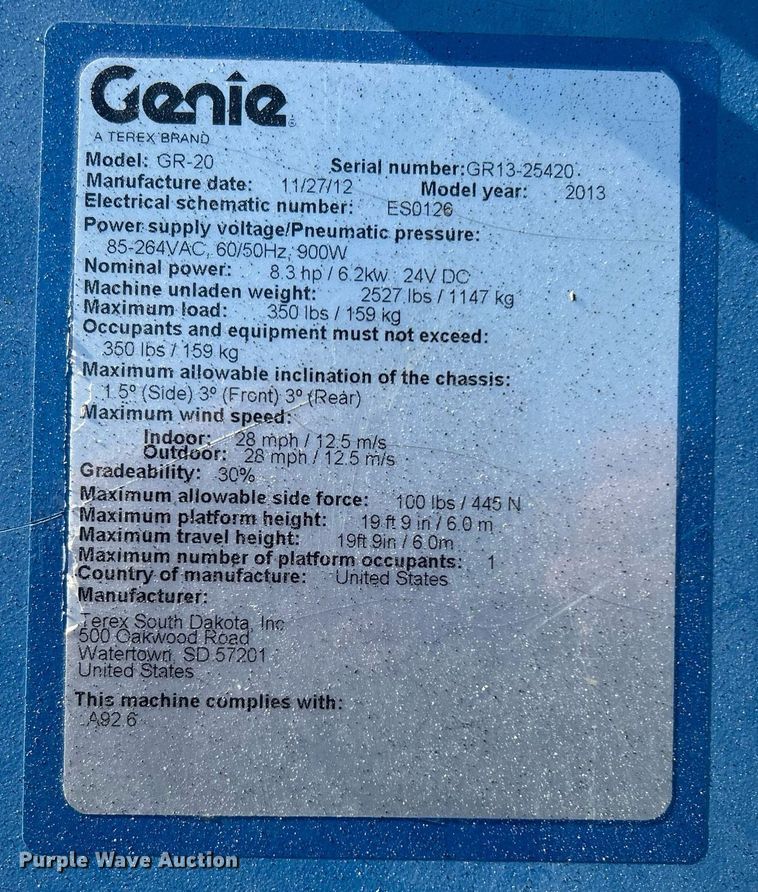 Genie
A TEREX BRAND
Model: GR-20 Serial number:GR13-25420
Manufacture date: 11/27/12 Model year: 2013
Electrical schematic number: ES0126
Power supply voltage/Pneumatic pressure:
85-264VAC, 60/50Hz, 900W
Nominal power: 8.3 hp / 6.2kw 24V DC
Machine unladen weight: 2527 lbs / 1147 kg
Maximum load: 350 lbs / 159 kg
Occupants and equipment must not exceed:
350 lbs / 159 kg
Maximum allowable inclination of the chassis:
1.5º (Side) 3º (Front) 3º (Rear)
Maximum wind speed:
Indoor: 28 mph / 12.5 m/s
Outdoor: 28 mph / 12.5 m/s
Gradeability: 30%
Maximum allowable side force: 100 lbs / 445 N
Maximum platform height: 19 ft 9 in / 6.0 m
Maximum travel height: 19ft 9in / 6.0m
Maximum number of platform occupants: 1
Country of manufacture: United States
Manufacturer:
Terex South Dakota, Inc
500 Oakwood Road
Watertown, SD 57201
United States
This machine complies with:
A92.6
Purple Wave Auction